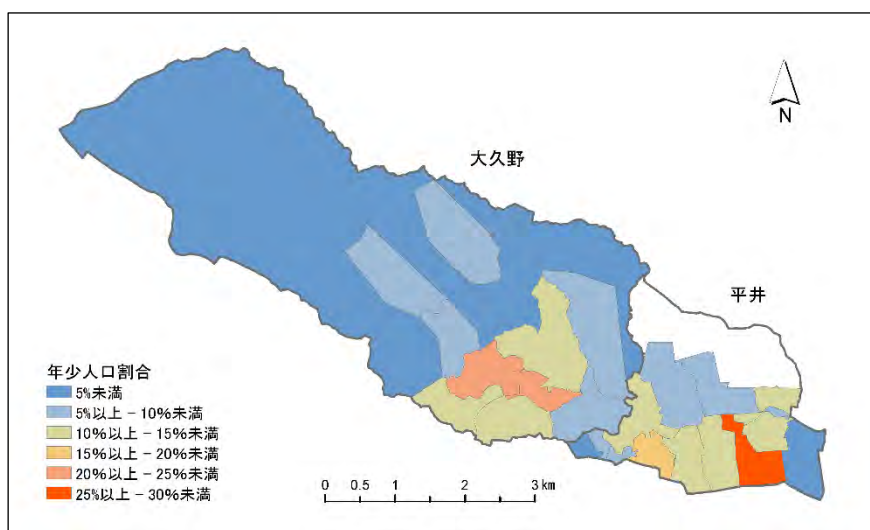 大久野
N
平井
年少人口割合
5%未満
5%以上 - 10%未満
10%以上 - 15%未満
15%以上 - 20%未満
20%以上 - 25%未満
25%以上 - 30%未満
0 0.5 1 2 3 km